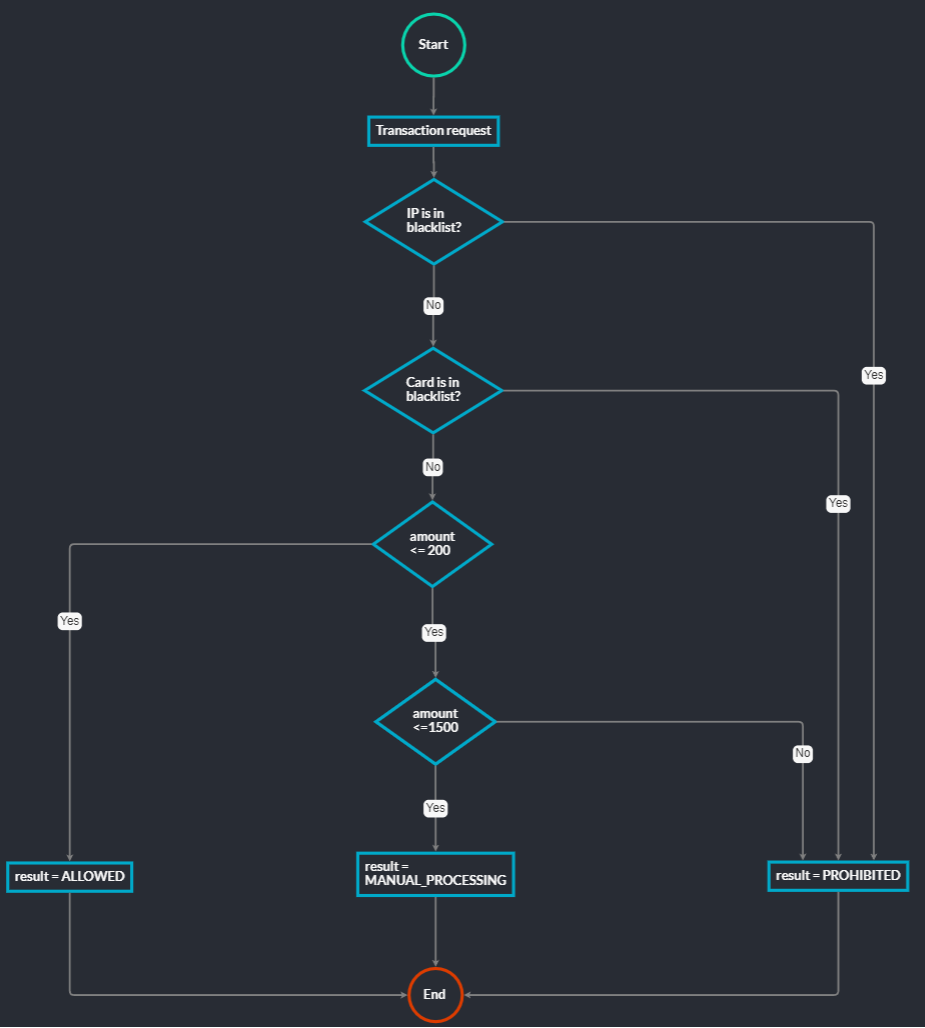 Start
Transaction request
IP is in
blacklist?
No
Yes
Card is in
blacklist?
No
Yes
amount
<= 200
Yes
Yes
amount
<=1500
No
Yes
result = ALLOWED
result =
MANUAL_PROCESSING
result = PROHIBITED
End